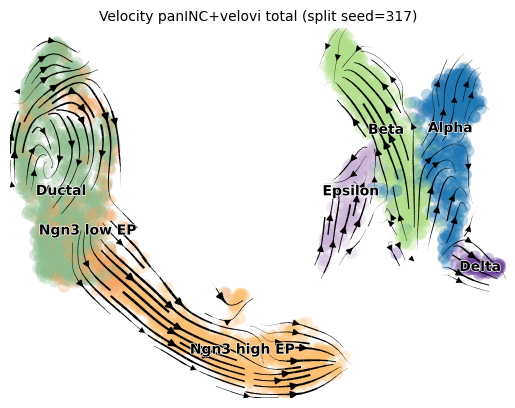 Velocity panINC+velovi total (split seed=317)
Beta
Alpha
Ductal
Epsilon
Ngn3 low EP
Delta
Ngn3 high EP